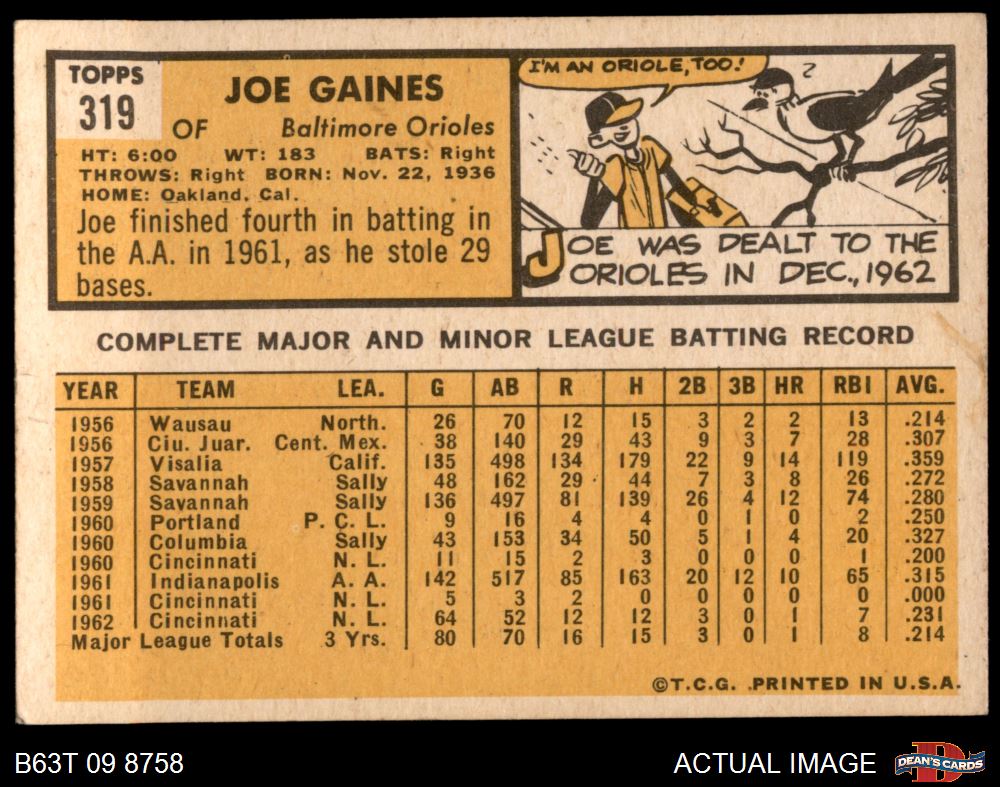 TOPPS
319
JOE GAINES
OF Baltimore Orioles
HT: 6:00 WT: 183 BATS: Right
THROWS: Right BORN: Nov. 22, 1936
HOME: Oakland, Cal.
Joe finished fourth in batting in
the A.A. in 1961, as he stole 29
bases.
I'M AN ORIOLE, TOO!
?
JOE WAS DEALT TO THE
ORIOLES IN DEC., 1962
COMPLETE MAJOR AND MINOR LEAGUE BATTING RECORD
YEAR TEAM LEA. G AB R H 2B 3B HR RBI AVG.
1956 Wausau North. 26 70 12 15 3 2 2 13 .214
1956 Ciu. Juar. Cent. Mex. 38 140 29 43 9 3 7 28 .307
1957 Visalia Calif. 135 498 134 179 22 9 14 119 .359
1958 Savannah Sally 48 162 29 44 7 3 8 26 .272
1959 Savannah Sally 136 497 81 139 26 4 12 74 .280
1960 Portland P. C. L. 9 16 4 4 0 1 0 2 .250
1960 Columbia Sally 43 153 34 50 5 1 4 20 .327
1960 Cincinnati N. L. 11 15 2 3 0 0 0 1 .200
1961 Indianapolis A. A. 142 517 85 163 20 12 10 65 .315
1961 Cincinnati N. L. 5 3 2 0 0 0 0 0 .000
1962 Cincinnati N. L. 64 52 12 12 3 0 1 7 .231
Major League Totals 3 Yrs. 80 70 16 15 3 0 1 8 .214
©T.C.G. PRINTED IN U.S.A.
B63T 09 8758 ACTUAL IMAGE
D
DEAN'S CARDS